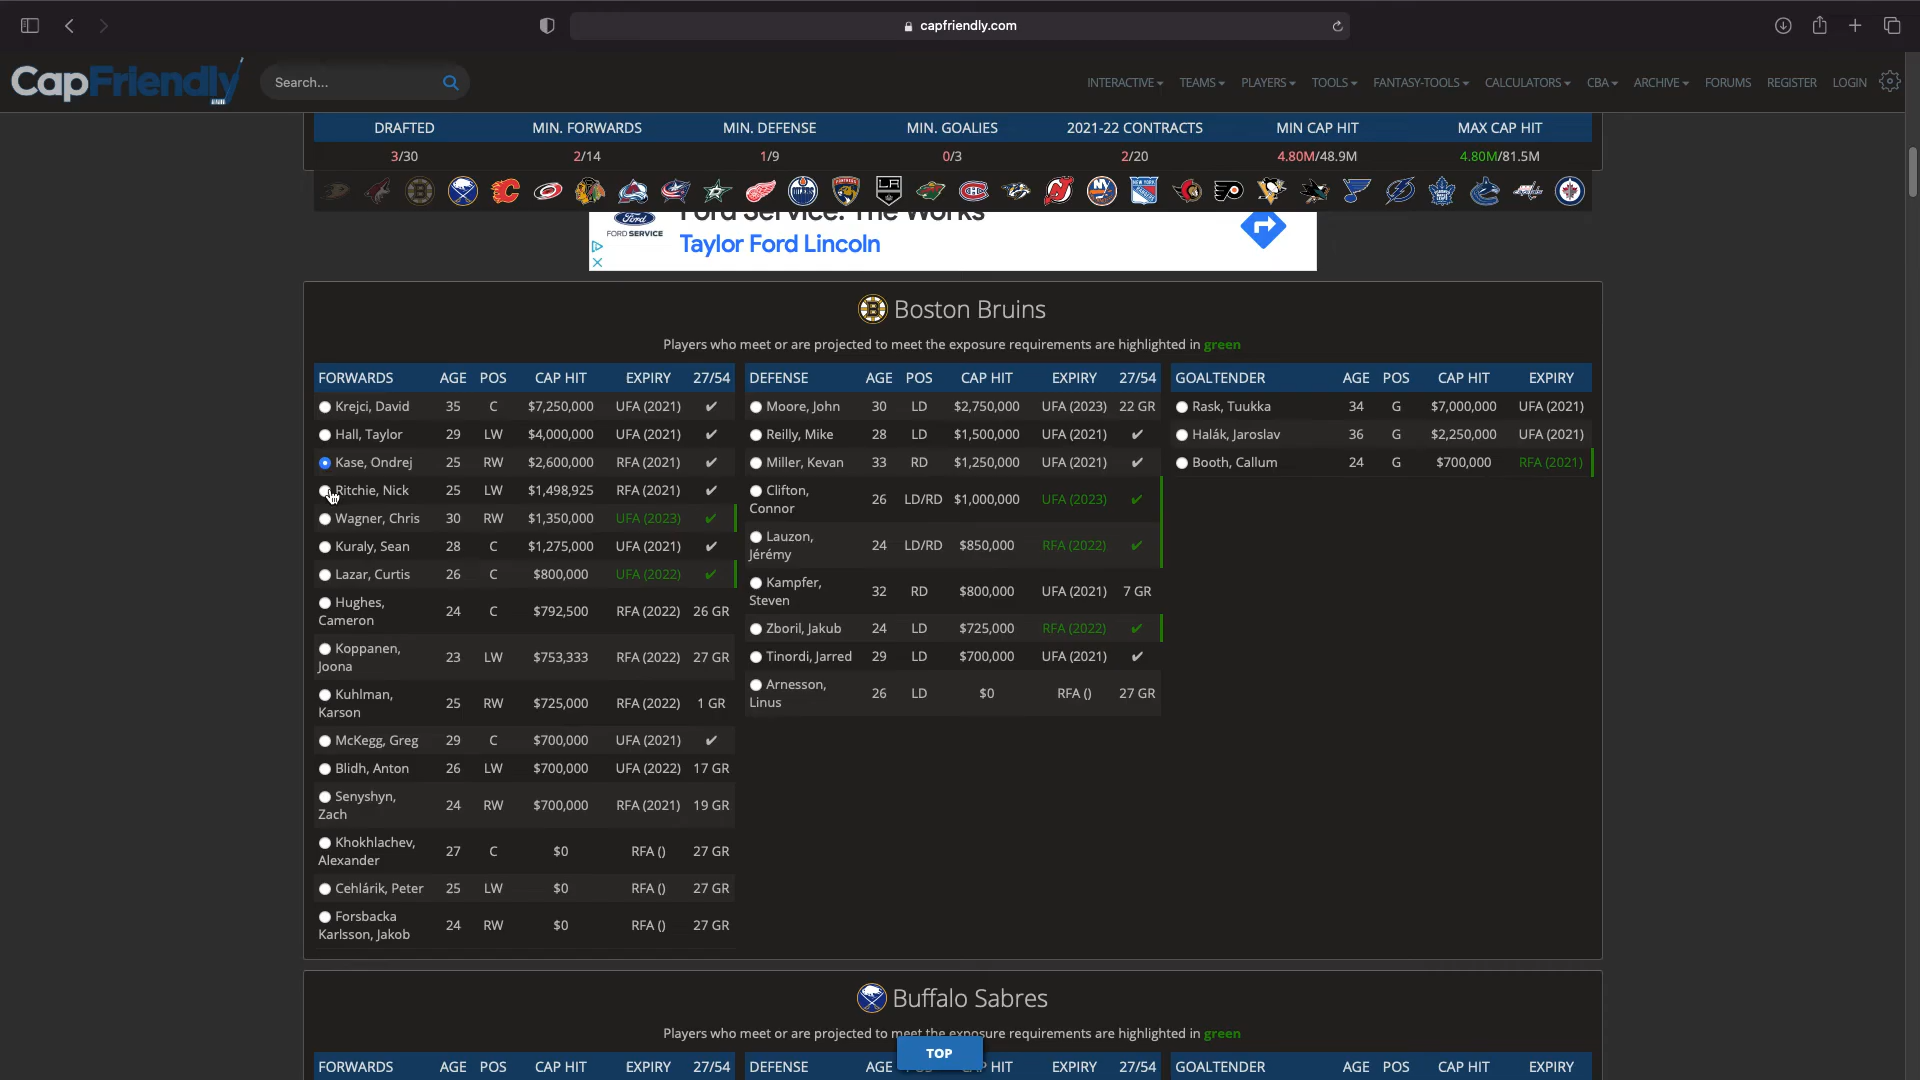 capfriendly.com
CapFriendly
Search...
INTERACTIVE TEAMS PLAYERS TOOLS FANTASY-TOOLS CALCULATORS CBA ARCHIVE FORUMS REGISTER LOGIN
DRAFTED MIN. FORWARDS MIN. DEFENSE MIN. GOALIES 2021-22 CONTRACTS MIN CAP HIT MAX CAP HIT
3/30 2/14 1/9 0/3 2/20 4.80M/48.9M 4.80M/81.5M
Ford Service: The Works
Ford
FORD SERVICE
Taylor Ford Lincoln
Boston Bruins
Players who meet or are projected to meet the exposure requirements are highlighted in green
FORWARDS AGE POS CAP HIT EXPIRY 27/54
Krejci, David 35 C $7,250,000 UFA (2021) ✔
Hall, Taylor 29 LW $4,000,000 UFA (2021) ✔
Kase, Ondrej 25 RW $2,600,000 RFA (2021) ✔
Ritchie, Nick 25 LW $1,498,925 RFA (2021) ✔
Wagner, Chris 30 RW $1,350,000 UFA (2023) ✔
Kuraly, Sean 28 C $1,275,000 UFA (2021) ✔
Lazar, Curtis 26 C $800,000 UFA (2022) ✔
Hughes,
Cameron 24 C $792,500 RFA (2022) 26 GR
Koppanen,
Joona 23 LW $753,333 RFA (2022) 27 GR
Kuhlman,
Karson 25 RW $725,000 RFA (2022) 1 GR
McKegg, Greg 29 C $700,000 UFA (2021) ✔
Blidh, Anton 26 LW $700,000 UFA (2022) 17 GR
Senyshyn,
Zach 24 RW $700,000 RFA (2021) 19 GR
Khokhlachev,
Alexander 27 C $0 RFA () 27 GR
Cehlárik, Peter 25 LW $0 RFA () 27 GR
Forsbacka
Karlsson, Jakob 24 RW $0 RFA () 27 GR
DEFENSE AGE POS CAP HIT EXPIRY 27/54
Moore, John 30 LD $2,750,000 UFA (2023) 22 GR
Reilly, Mike 28 LD $1,500,000 UFA (2021) ✔
Miller, Kevan 33 RD $1,250,000 UFA (2021) ✔
Clifton,
Connor 26 LD/RD $1,000,000 UFA (2023) ✔
Lauzon,
Jérémy 24 LD/RD $850,000 RFA (2022) ✔
Kampfer,
Steven 32 RD $800,000 UFA (2021) 7 GR
Zboril, Jakub 24 LD $725,000 RFA (2022) ✔
Tinordi, Jarred 29 LD $700,000 UFA (2021) ✔
Arnesson,
Linus 26 LD $0 RFA () 27 GR
GOALTENDER AGE POS CAP HIT EXPIRY
Rask, Tuukka 34 G $7,000,000 UFA (2021)
Halák, Jaroslav 36 G $2,250,000 UFA (2021)
Booth, Callum 24 G $700,000 RFA (2021)
Buffalo Sabres
Players who meet or are projected to meet the exposure requirements are highlighted in green
TOP
FORWARDS AGE POS CAP HIT EXPIRY 27/54 DEFENSE AGE HIT EXPIRY 27/54 GOALTENDER AGE POS CAP HIT EXPIRY